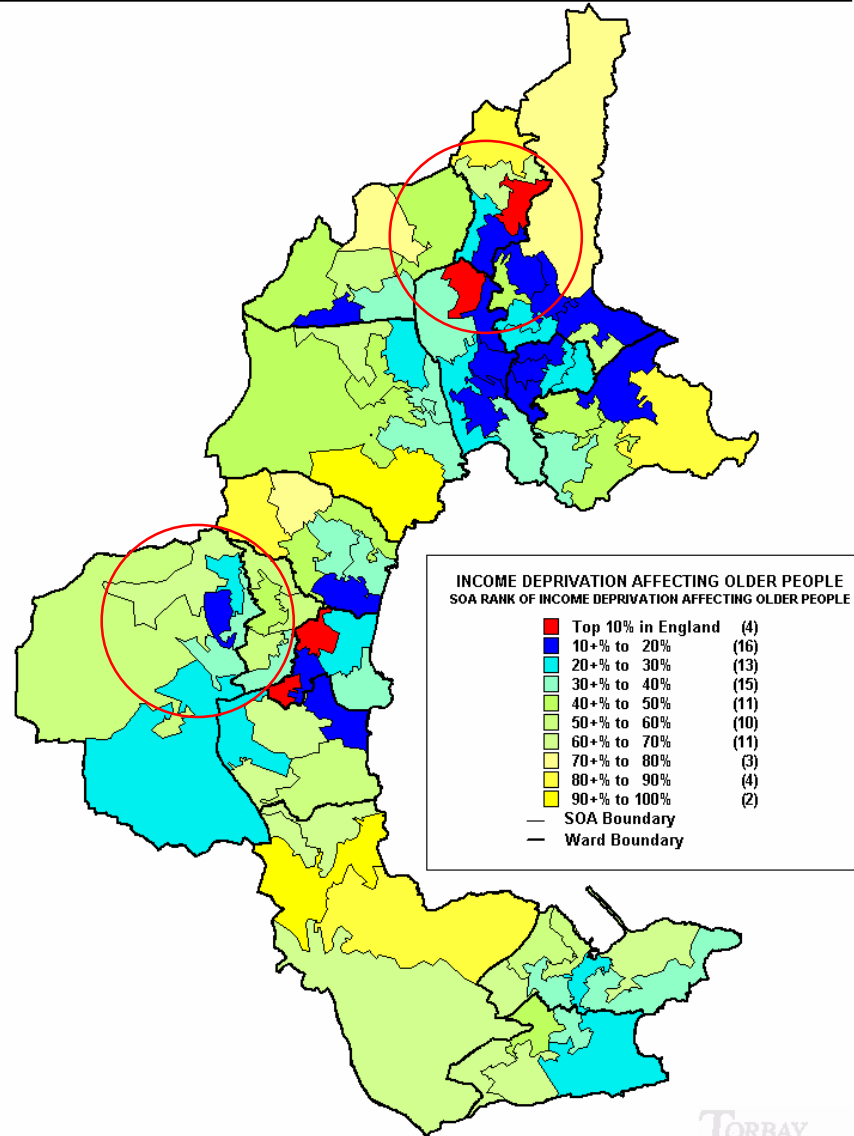 INCOME DEPRIVATION AFFECTING OLDER PEOPLE
SOA RANK OF INCOME DEPRIVATION AFFECTING OLDER PEOPLE
Top 10% in England (4)
10+% to 20% (16)
20+% to 30% (13)
30+% to 40% (15)
40+% to 50% (11)
50+% to 60% (10)
60+% to 70% (11)
70+% to 80% (3)
80+% to 90% (4)
90+% to 100% (2)
SOA Boundary
Ward Boundary
TORBAY